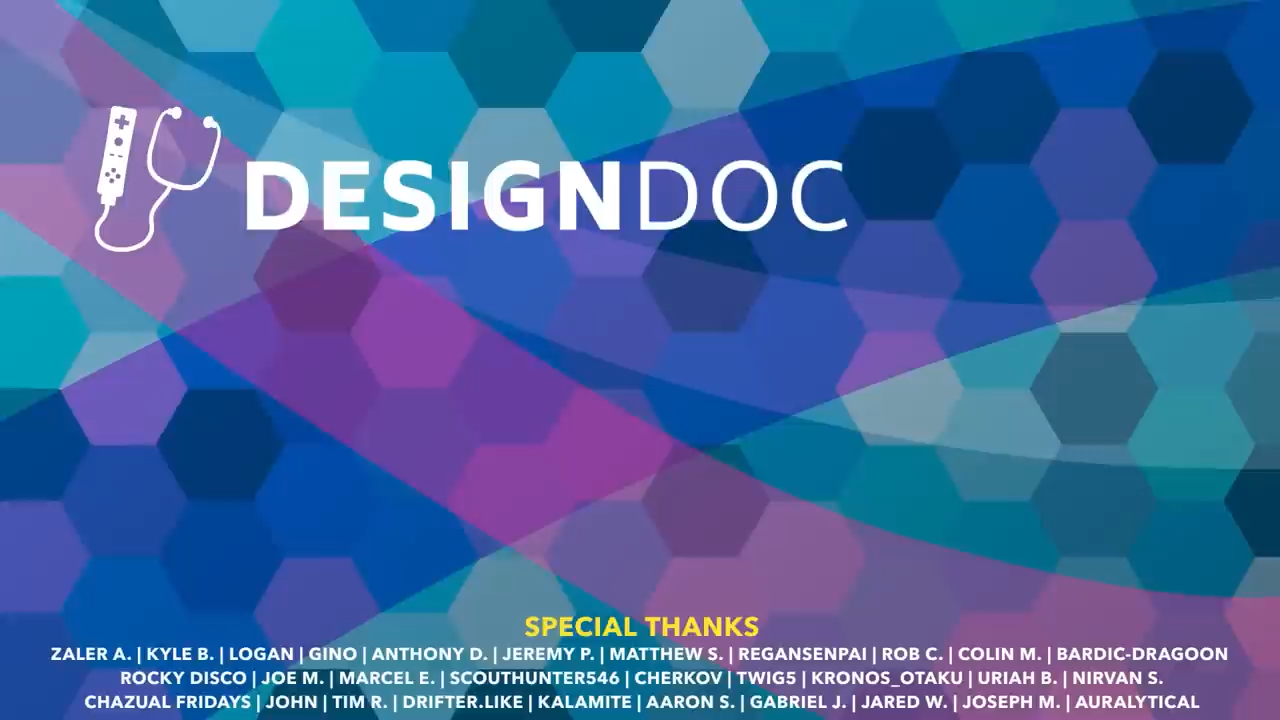 DESIGNDOC
SPECIAL THANKS
ZALER A. | KYLE B. | LOGAN | GINO | ANTHONY D. | JEREMY P. | MATTHEW S. | REGANSENPAI | ROB C. | COLIN M. | BARDIC-DRAGOON
ROCKY DISCO | JOE M. | MARCEL E. | SCOUTHUNTER546 | CHERKOV | TWIG5 | KRONOS_OTAKU | URIAH B. | NIRVAN S.
CHAZUAL FRIDAYS | JOHN | TIM R. | DRIFTER.LIKE | KALAMITE | AARON S. | GABRIEL J. | JARED W. | JOSEPH M. | AURALYTICAL